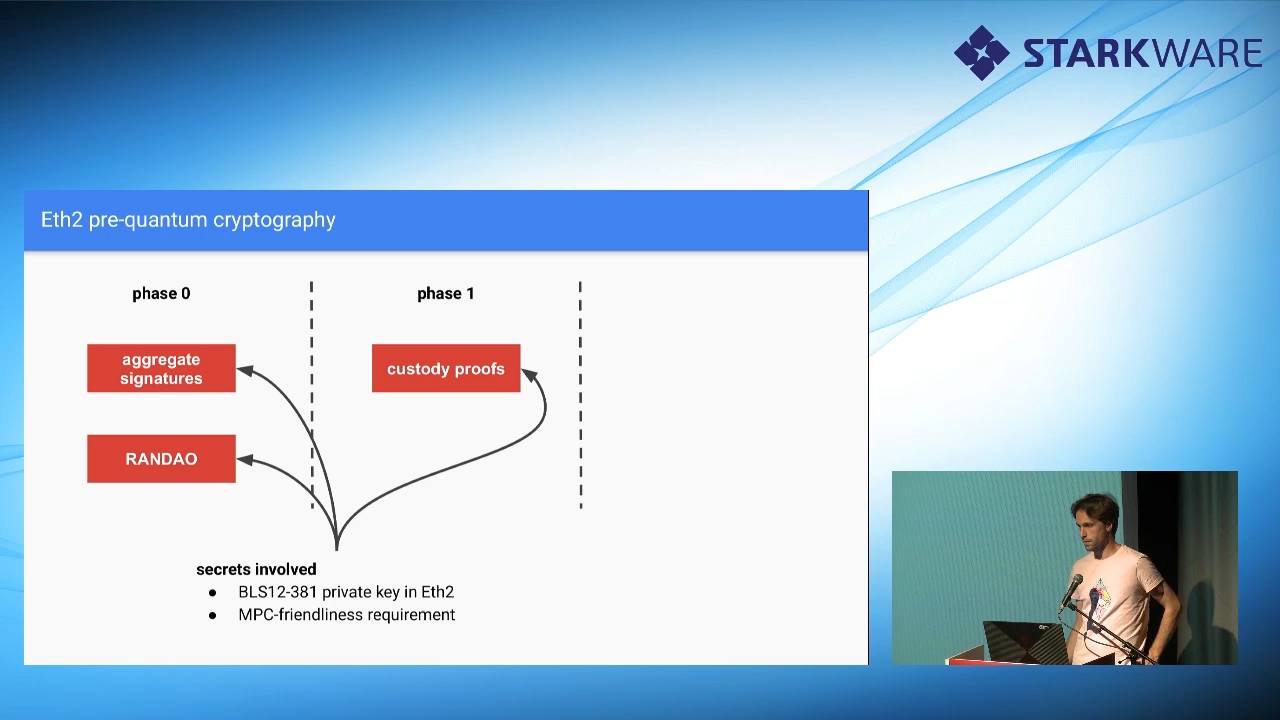 STARKWARE
Eth2 pre-quantum cryptography
phase 0
phase 1
aggregate
signatures
custody proofs
RANDAO
secrets involved
● BLS12-381 private key in Eth2
● MPC-friendliness requirement